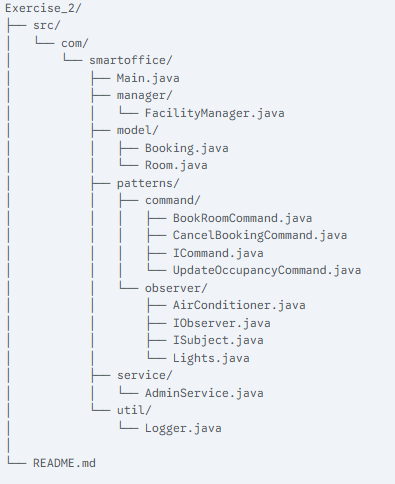 Exercise_2/
├── src/
│   └── com/
│       └── smartoffice/
│           ├── Main.java
│           ├── manager/
│           │   └── FacilityManager.java
│           ├── model/
│           │   ├── Booking.java
│           │   └── Room.java
│           ├── patterns/
│           │   ├── command/
│           │   │   ├── BookRoomCommand.java
│           │   │   ├── CancelBookingCommand.java
│           │   │   ├── ICommand.java
│           │   │   └── UpdateOccupancyCommand.java
│           │   └── observer/
│           │       ├── AirConditioner.java
│           │       ├── IObserver.java
│           │       ├── ISubject.java
│           │       └── Lights.java
│           ├── service/
│           │   └── AdminService.java
│           └── util/
│               └── Logger.java
│
└── README.md